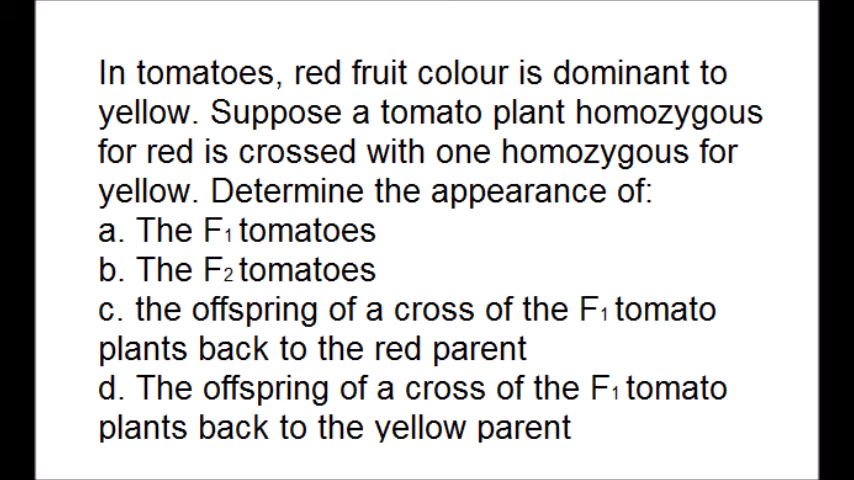 In tomatoes, red fruit colour is dominant to
yellow. Suppose a tomato plant homozygous
for red is crossed with one homozygous for
yellow. Determine the appearance of:
a. The F₁ tomatoes
b. The F₂ tomatoes
c. the offspring of a cross of the F₁ tomato
plants back to the red parent
d. The offspring of a cross of the F₁ tomato
plants back to the yellow parent